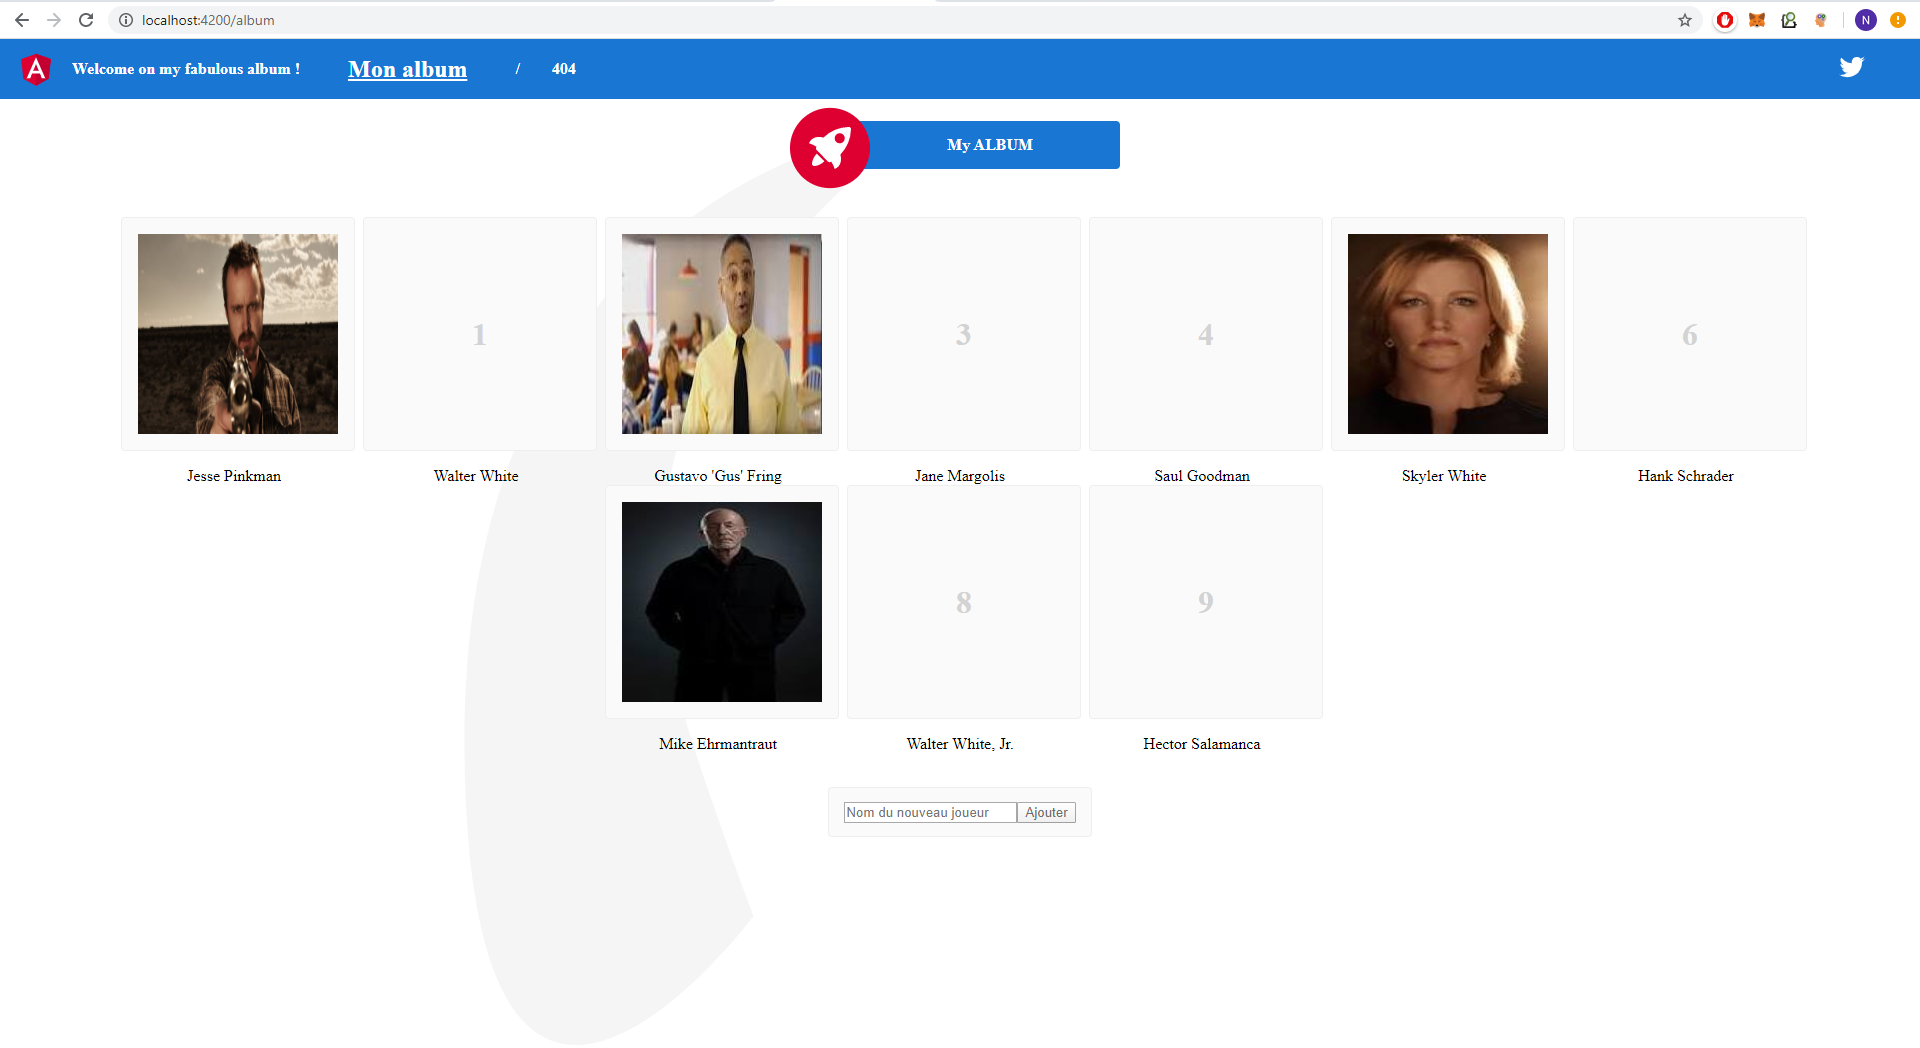 localhost:4200/album
N
A
Welcome on my fabulous album !
Mon album
/
404
My ALBUM
1
3
4
6
Jesse Pinkman
Walter White
Gustavo 'Gus' Fring
Jane Margolis
Saul Goodman
Skyler White
Hank Schrader
8
9
Mike Ehrmantraut
Walter White, Jr.
Hector Salamanca
Nom du nouveau joueur
Ajouter